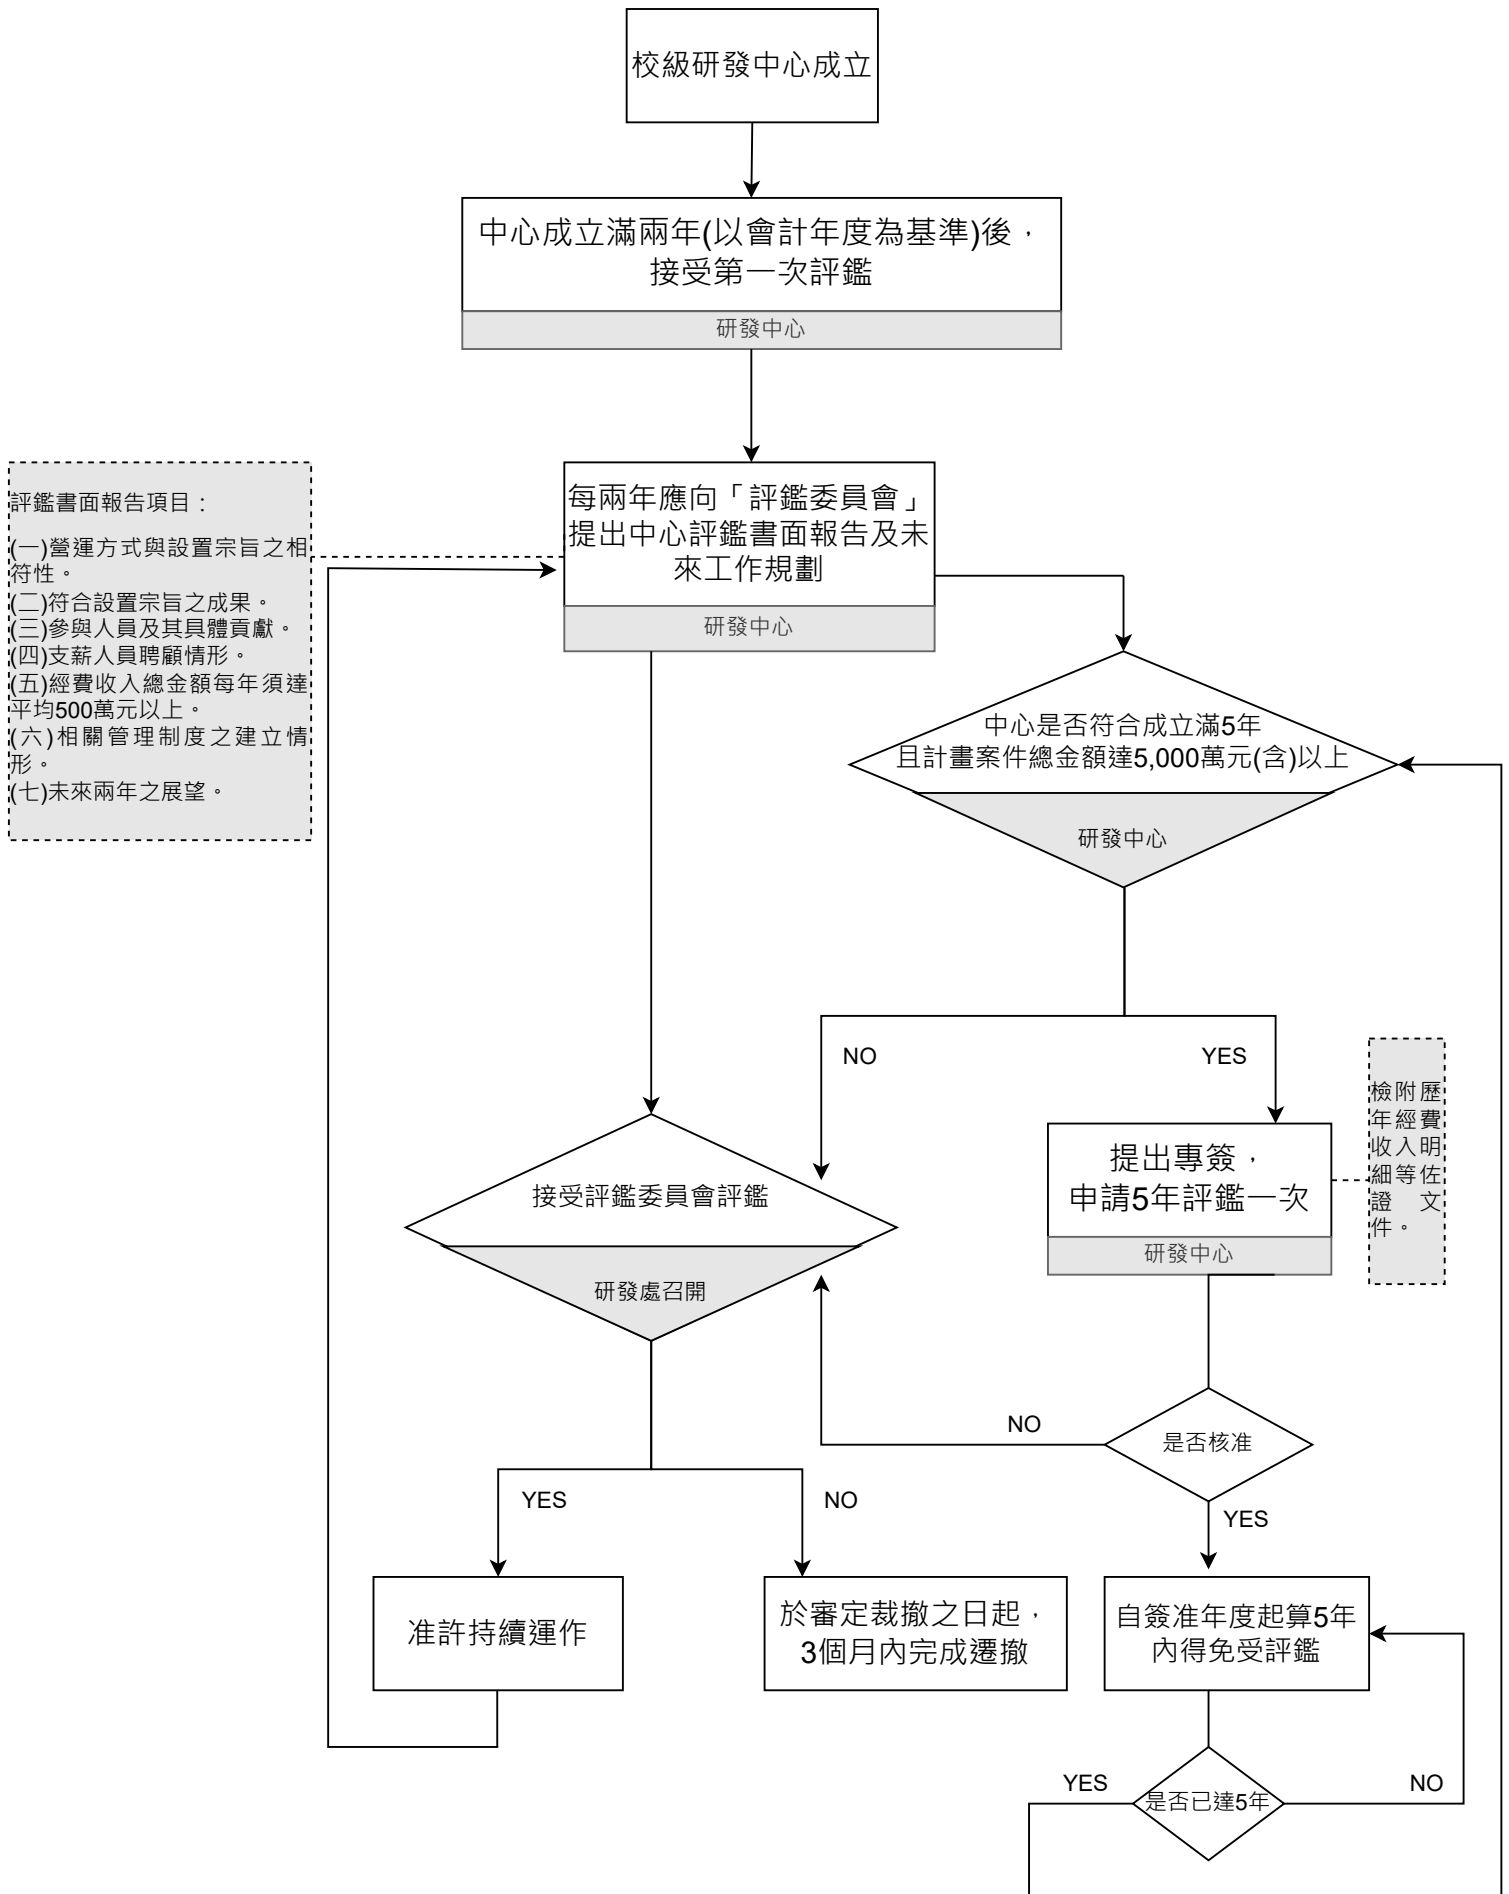 校級研發中心成立
中心成立滿兩年(以會計年度為基準)後，
接受第一次評鑑
研發中心
每兩年應向「評鑑委員會」
提出中心評鑑書面報告及未
來工作規劃
研發中心
評鑑書面報告項目：
(一)營運方式與設置宗旨之相
符性。
(二)符合設置宗旨之成果。
(三)參與人員及其具體貢獻。
(四)支薪人員聘顧情形。
(五)經費收入總金額每年須達
平均500萬元以上。
(六)相關管理制度之建立情
形。
(七)未來兩年之展望。
中心是否符合成立滿5年
且計畫案件總金額達5,000萬元(含)以上
研發中心
NO
YES
檢附歷
年經費
收入明
細等佐
證文
件。
提出專簽，
申請5年評鑑一次
研發中心
接受評鑑委員會評鑑
研發處召開
NO
是否核准
YES
YES
NO
准許持續運作
於審定裁撤之日起，
3個月內完成遷撤
自簽准年度起算5年
內得免受評鑑
YES
是否已達5年
NO